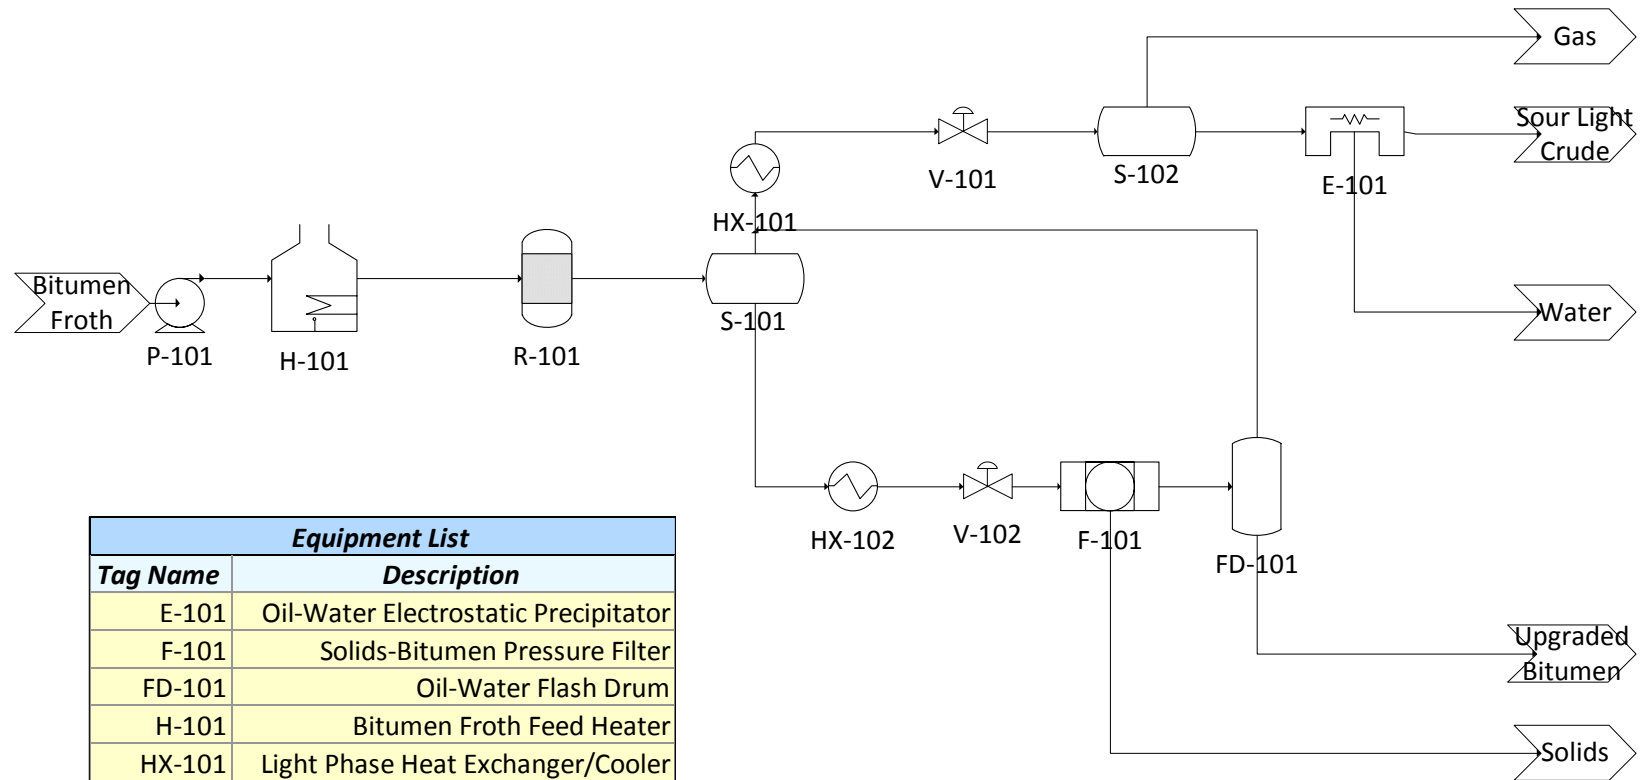 Gas
Sour Light
Crude
V-101
S-102
E-101
HX-101
Bitumen
Froth
P-101
H-101
R-101
S-101
Water
HX-102
V-102
F-101
FD-101
Upgraded
Bitumen
Solids
Equipment List
Tag Name Description
E-101 Oil-Water Electrostatic Precipitator
F-101 Solids-Bitumen Pressure Filter
FD-101 Oil-Water Flash Drum
H-101 Bitumen Froth Feed Heater
HX-101 Light Phase Heat Exchanger/Cooler